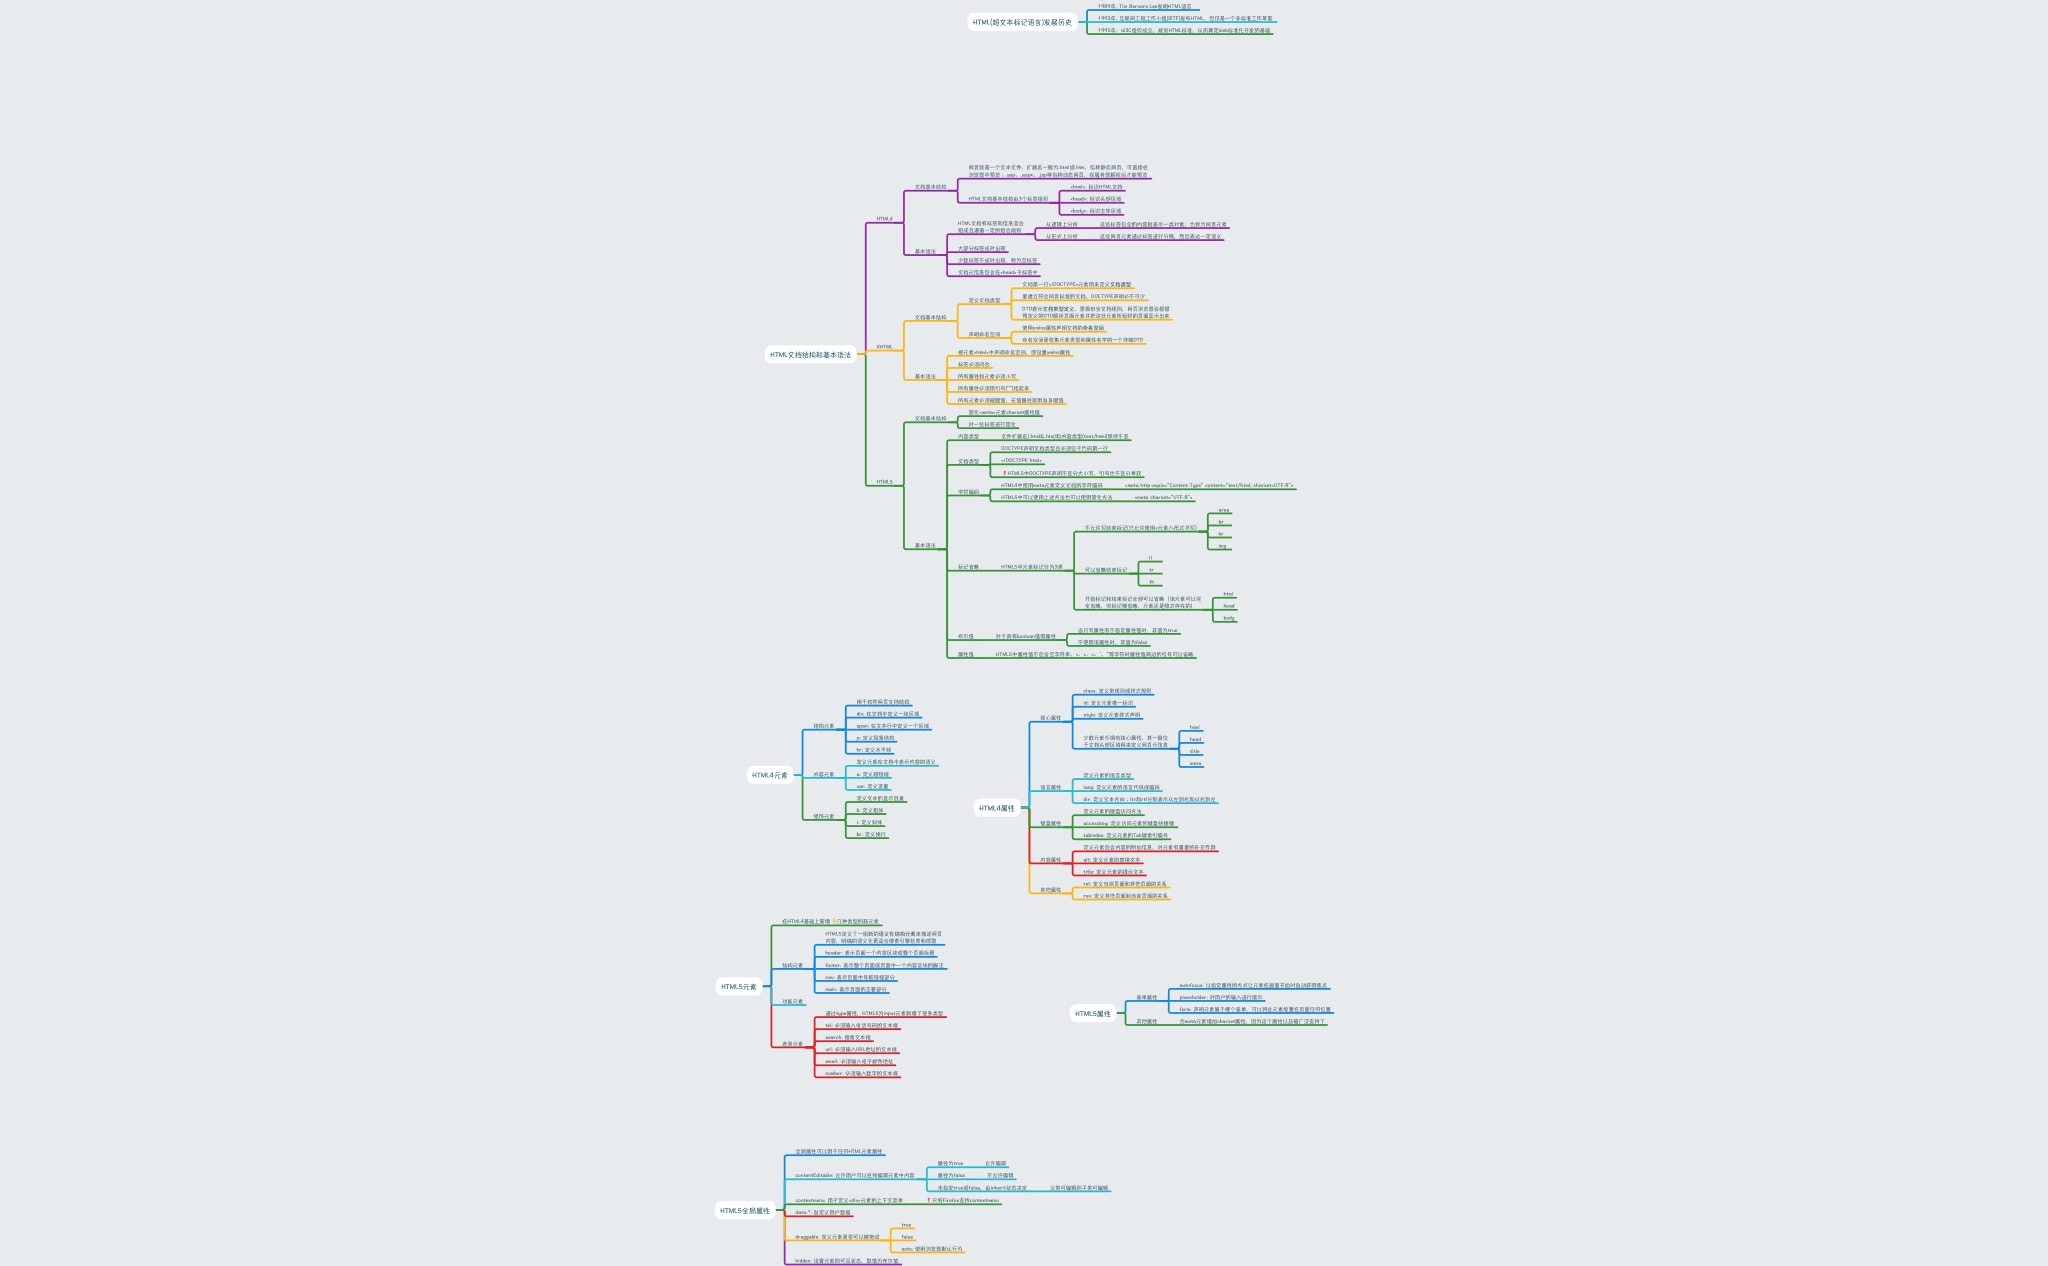 HTML(超文本标记语言)发展历史
1989年, Tim Berners-Lee发明HTML语言
1993年, 互联网工程工作小组IETF发布HTML, 但仅是一个非标准工作草案
1995年, W3C组织成立, 规划HTML标准, 从而奠定Web标准化开发的基础
HTML文档结构和基本语法
HTML4
文档基本结构
网页就是一个文本文件, 扩展名一般为.html或.htm, 俗称静态网页, 可直接在
浏览器中预览; .asp、.aspx、.jsp等俗称动态网页, 在服务器解析后才能预览
HTML文档基本结构由3个标签组织
<html>: 标识HTML文档
<head>: 标识头部区域
<body>: 标识主体区域
基本语法
HTML文档有标签和信息混合
组成且遵循一定的组合规则
从逻辑上分析
这些标签包含的内容就表示一类对象, 也称为网页元素
从形式上分析
这些网页元素通过标签进行分隔, 然后表达一定语义
大部分标签成对出现
少数标签不成对出现, 称为空标签
文档元信息包含在<head>子标签中
XHTML
文档基本结构
定义文档类型
文档第一行<!DOCTYPE>元素用来定义文档类型
要建立符合网页标准的文档, DOCTYPE声明必不可少
DTD表示文档类型定义, 里面包含文档规则, 网页浏览器会根据
预定义的DTD解析页面元素并把这些元素所组织的页面显示出来
声明命名空间
使用xmlns属性声明文档的命名空间
命名空间是收集元素类型和属性名字的一个详细DTD
基本语法
根元素<html>中声明命名空间, 即设置xmlns属性
标签必须闭合
所有属性和元素必须小写
所有属性必须用引号("")括起来
所有元素必须被赋值, 无值属性就用自身赋值
HTML5
文档基本结构
简化<meta>元素charset属性值
对一些标签进行简化
基本语法
内容类型
文件扩展名(.html&.htm)和内容类型(text/html)保持不变
文档类型
DOCTYPE声明文档类型且必须位于代码第一行
<!DOCTYPE html>
HTML5中DOCTYPE声明不区分大小写, 引号也不区分单双
字符编码
HTML4中使用meta元素定义文档的字符编码
<meta http-equiv="Content-Type" content="text/html; charset=UTF-8">
HTML5中可以使用上述方法也可以使用简化方法
<meta charset="UTF-8">
标记省略
HTML5中元素标记分为3类
不允许写结束标记(只允许使用<元素/>形式书写)
area
br
hr
img
可以省略结束标记
li
tr
th
开始标记和结束标记全部可以省略 (该元素可以完
全省略, 但标记被省略, 元素还是隐式存在的)
html
head
body
布尔值
对于具有boolean值得属性
当只写属性而不指定属性值时, 其值为true
不使用该属性时, 其值为false
属性值
HTML5中属性值不包含空字符串、<、>、=、'、"等字符时属性值两边的引号可以省略
HTML4元素
结构元素
用于构件网页文档结构
div: 在文档中定义一块区域
span: 在文本行中定义一个区域
p: 定义段落结构
hr: 定义水平线
内容元素
定义元素在文档中表示内容的语义
a: 定义超链接
var: 定义变量
修饰元素
定义文本的显示效果
b: 定义粗体
i: 定义斜体
br: 定义换行
HTML4属性
核心属性
class: 定义类规则或样式规则
id: 定义元素唯一标识
style: 定义元素样式声明
少数元素不拥有核心属性, 其一般位
于文档头部区域用来定义网页元信息
html
head
title
meta
语言属性
定义元素的语言类型
lang: 定义元素的语言代码或编码
dir: 定义文本方向; ltr和rtl分别表示从左到右和从右到左
键盘属性
定义元素的键盘访问方法
accesskey: 定义访问元素的键盘快捷键
tabindex: 定义元素的Tab键索引编号
内容属性
定义元素包含内容的附加信息, 对元素有重要的补充作用
alt: 定义元素的替换文本
title: 定义元素的提示文本
其他属性
rel: 定义当前页面和其他页面的关系
rev: 定义其他页面和当前页面的关系
HTML5元素
在HTML4基础上新增👇几种类型的新元素
结构元素
HTML5定义了一组新的语义化结构元素来描述网页
内容, 明确的语义化更适合搜索引擎检索和抓取
header: 表示页面一个内容区块或整个页面标题
footer: 表示整个页面或页面中一个内容区块的脚注
nav: 表示页面中导航链接部分
main: 表示页面的主要部分
功能元素
表单元素
通过type属性, HTML5为input元素新增了很多类型
tel: 必须输入电话号码的文本框
search: 搜索文本框
url: 必须输入URL地址的文本框
email: 必须输入电子邮件地址
number: 必须输入数字的文本框
HTML5属性
表单属性
autofocus: 以指定属性的方式让元素在画面开始时自动获得焦点
placeholder: 对用户的输入进行提示
form: 声明元素属于哪个表单, 可以将此元素放置在页面任何位置
其他属性
为meta元素增加charset属性, 因为这个属性以及被广泛支持了
HTML5全局属性
全局属性可以用于任何HTML元素属性
contentEditable: 允许用户可以在线编辑元素中内容
属性为true
允许编辑
属性为false
不允许编辑
未指定true或false, 由inherit状态决定
父来可编辑则子来可编辑
contextmenu: 用于定义<div>元素的上下文菜单
只有Firefox支持contentmenu
data-*: 自定义用户数据
draggable: 定义元素是否可以被拖动
true
false
auto: 使用浏览器默认行为
hidden: 设置元素的可见状态, 取值为布尔值